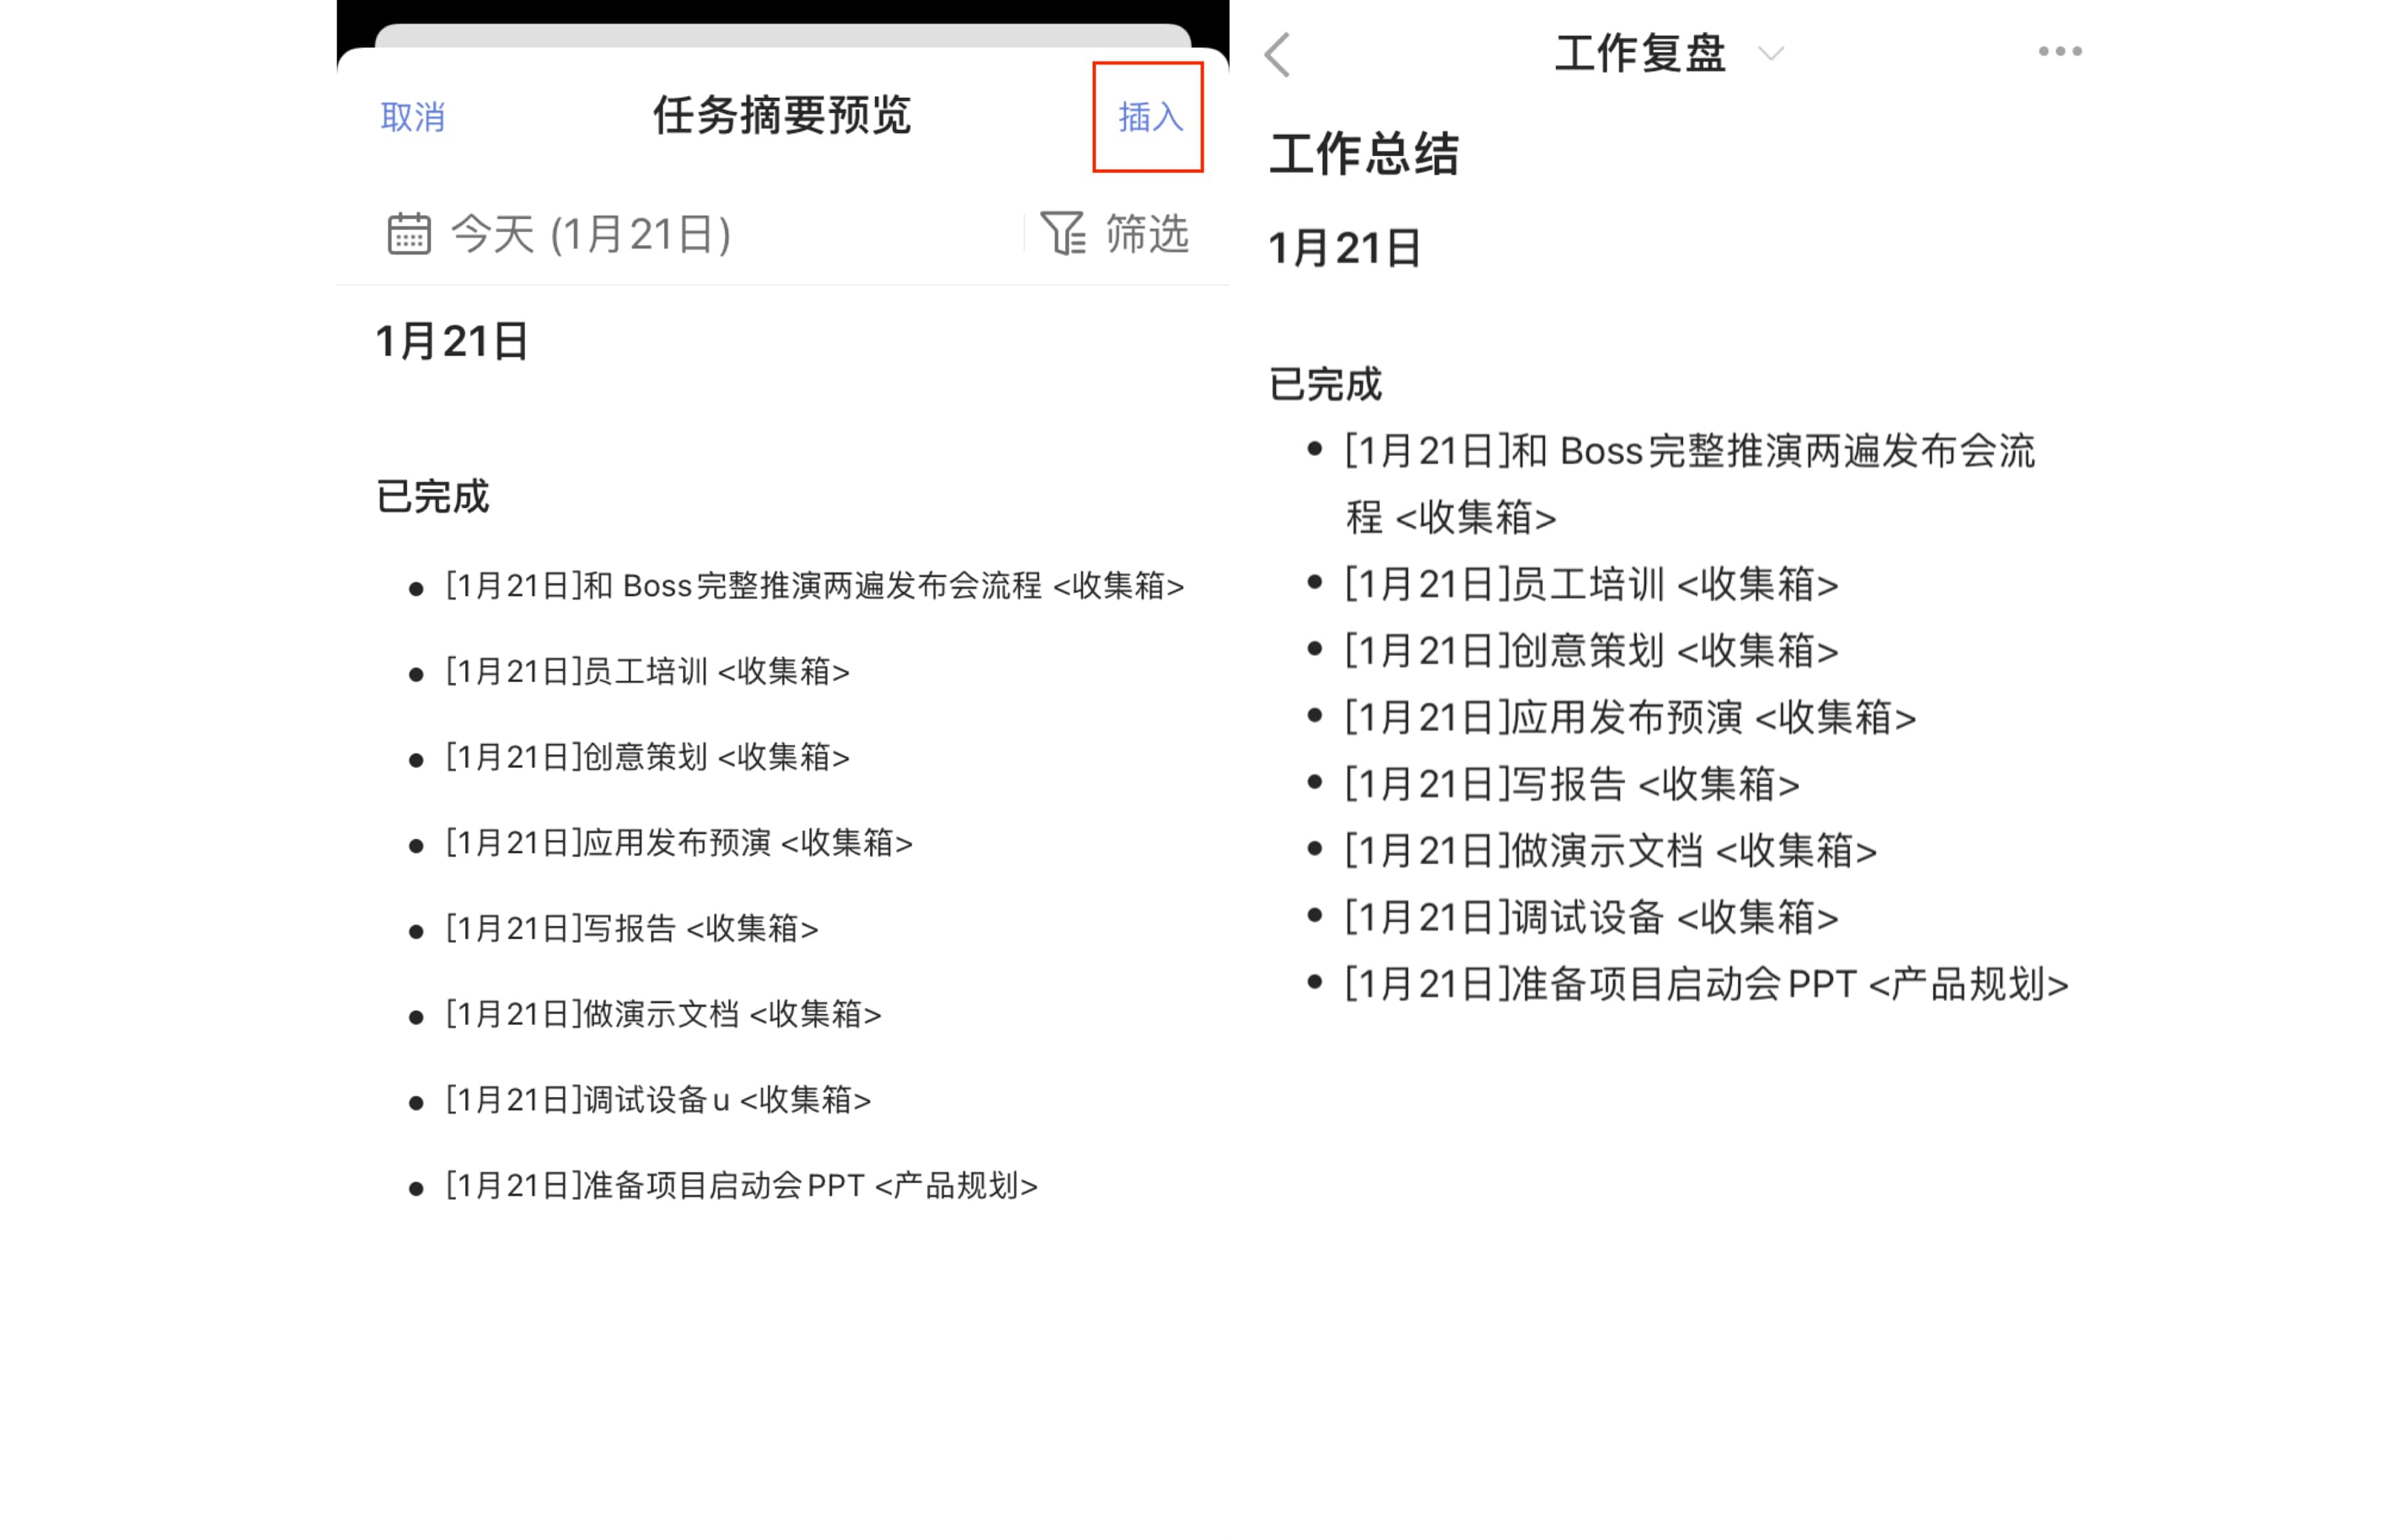 取消 任务摘要预览 插入
今天 (1月21日) 筛选
1月21日
已完成
[1月21日]和 Boss完整推演两遍发布会流程 <收集箱>
[1月21日]员工培训 <收集箱>
[1月21日]创意策划 <收集箱>
[1月21日]应用发布预演 <收集箱>
[1月21日]写报告 <收集箱>
[1月21日]做演示文档 <收集箱>
[1月21日]调试设备u <收集箱>
[1月21日]准备项目启动会PPT <产品规划>
工作复盘
工作总结
1月21日
已完成
[1月21日]和 Boss完整推演两遍发布会流
程 <收集箱>
[1月21日]员工培训 <收集箱>
[1月21日]创意策划 <收集箱>
[1月21日]应用发布预演 <收集箱>
[1月21日]写报告 <收集箱>
[1月21日]做演示文档 <收集箱>
[1月21日]调试设备 <收集箱>
[1月21日]准备项目启动会PPT <产品规划>